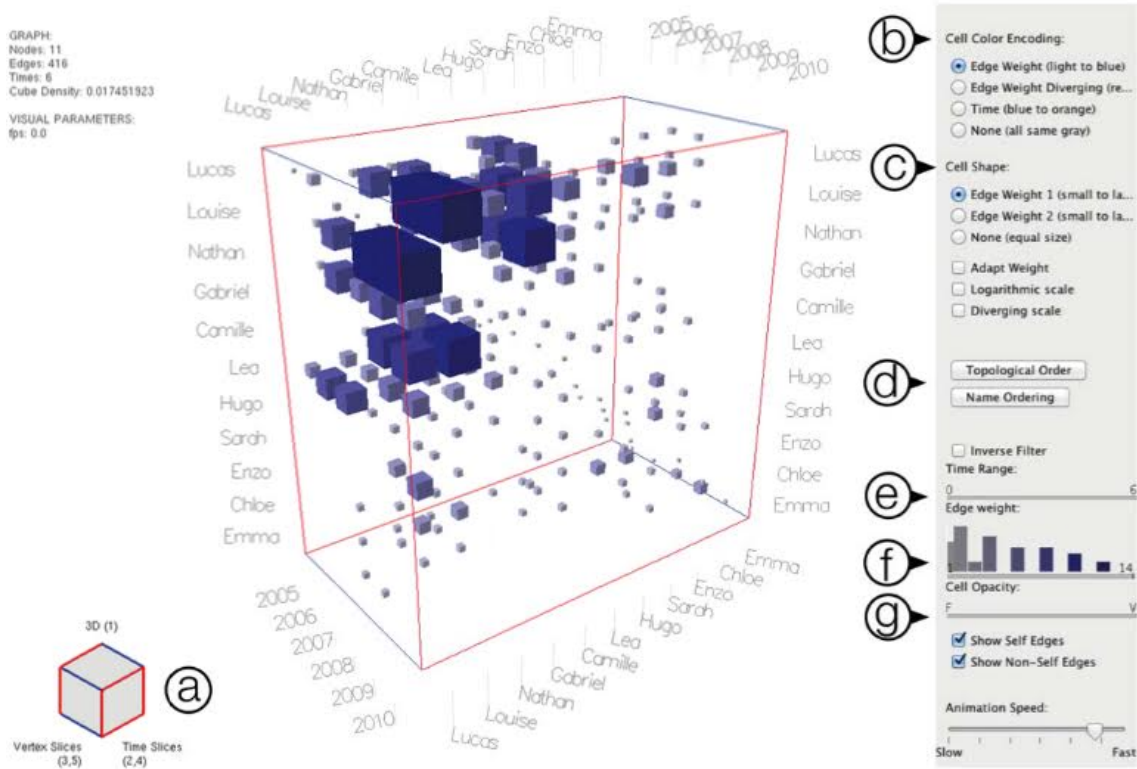 GRAPH:
Nodes: 11
Edges: 416
Times: 6
Cube Density: 0.017451923
VISUAL PARAMETERS:
fps: 0.0
Lucas
Louise
Nathan
Gabriel
Camille
Lea
Hugo
Sarah
Enzo
Chloe
Emma
2005
2006
2007
2008
2009
2010
Lucas
Louise
Nathan
Gabriel
Camille
Lea
Hugo
Sarah
Enzo
Chloe
Emma
Lucas
Louise
Nathan
Gabriel
Camille
Lea
Hugo
Sarah
Enzo
Chloe
Emma
2005
2006
2007
2008
2009
2010
Lucas
Louise
Nathan
Gabriel
Camille
Lea
Hugo
Sarah
Enzo
Chloe
Emma
3D (1)
a
Vertex Slices
(3,5)
Time Slices
(2,4)
b
Cell Color Encoding:
Edge Weight (light to blue)
Edge Weight Diverging (re...
Time (blue to orange)
None (all same gray)
c
Cell Shape:
Edge Weight 1 (small to la...
Edge Weight 2 (small to la...
None (equal size)
Adapt Weight
Logarithmic scale
Diverging scale
d
Topological Order
Name Ordering
Inverse Filter
Time Range:
e
0 6
Edge weight:
f
1 14
Cell Opacity:
g
F V
Show Self Edges
Show Non-Self Edges
Animation Speed:
Slow Fast